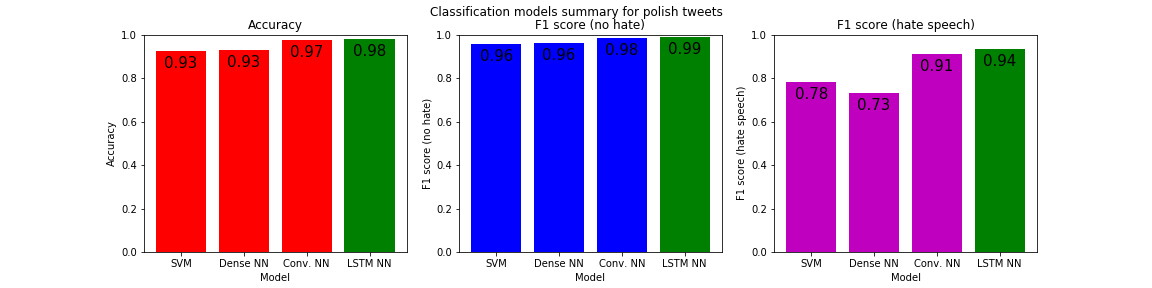 Classification models summary for polish tweets
Accuracy
Accuracy
1.0
0.8
0.6
0.4
0.2
0.0
0.93
0.93
0.97
0.98
SVM
Dense NN
Conv. NN
LSTM NN
Model
F1 score (no hate)
F1 score (no hate)
1.0
0.8
0.6
0.4
0.2
0.0
0.96
0.96
0.98
0.99
SVM
Dense NN
Conv. NN
LSTM NN
Model
F1 score (hate speech)
F1 score (hate speech)
1.0
0.8
0.6
0.4
0.2
0.0
0.78
0.73
0.91
0.94
SVM
Dense NN
Conv. NN
LSTM NN
Model